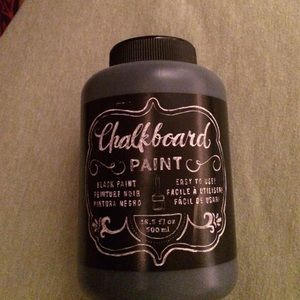 Chalkboard
PAINT
BLACK PAINT
PEINTURE NOIR
PINTURA NEGRO
EASY TO USE!
FACILE À UTILISER!
FÁCIL DE USAR!
16.9 fl oz
500 ml